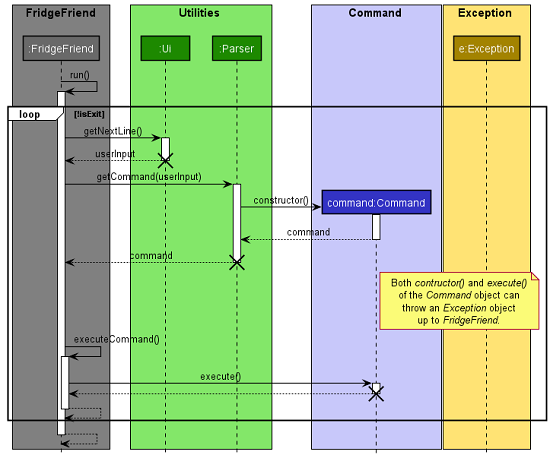 FridgeFriend
Utilities
Command
Exception
:FridgeFriend
:Ui
:Parser
e:Exception
run()
loop
[!isExit]
getNextLine()
userInput
getCommand(userInput)
constructor()
command:Command
command
command
Both contructor() and execute()
of the Command object can
throw an Exception object
up to FridgeFriend.
executeCommand()
execute()